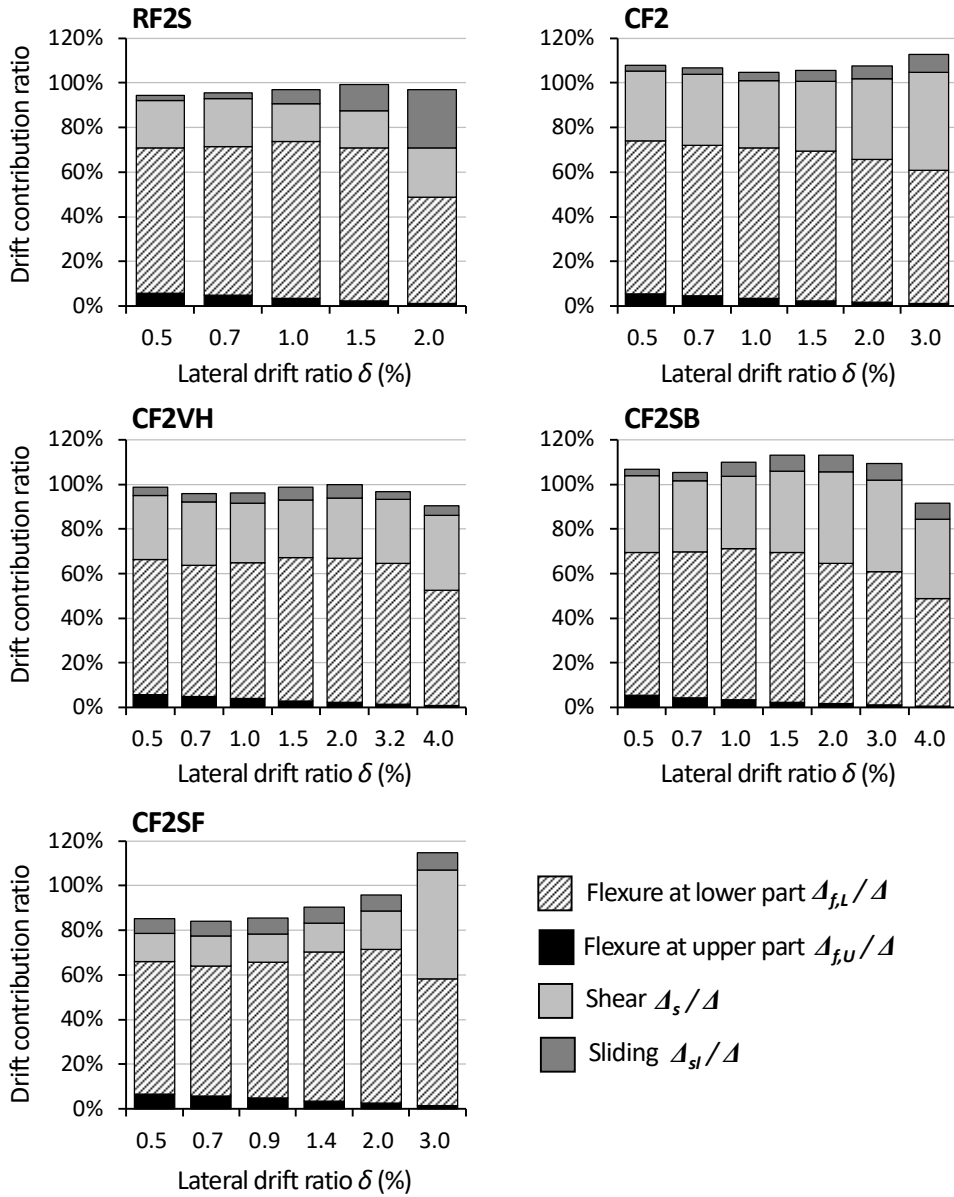 RF2S
120%
100%
80%
60%
40%
20%
0%
Drift contribution ratio
0.5 0.7 1.0 1.5 2.0
Lateral drift ratio δ (%)
CF2
120%
100%
80%
60%
40%
20%
0%
0.5 0.7 1.0 1.5 2.0 3.0
Lateral drift ratio δ (%)
CF2VH
120%
100%
80%
60%
40%
20%
0%
Drift contribution ratio
0.5 0.7 1.0 1.5 2.0 3.2 4.0
Lateral drift ratio δ (%)
CF2SB
120%
100%
80%
60%
40%
20%
0%
0.5 0.7 1.0 1.5 2.0 3.0 4.0
Lateral drift ratio δ (%)
CF2SF
120%
100%
80%
60%
40%
20%
0%
Drift contribution ratio
0.5 0.7 0.9 1.4 2.0 3.0
Lateral drift ratio δ (%)
Flexure at lower part Δf,L / Δ
Flexure at upper part Δf,U / Δ
Shear Δs / Δ
Sliding Δsl / Δ